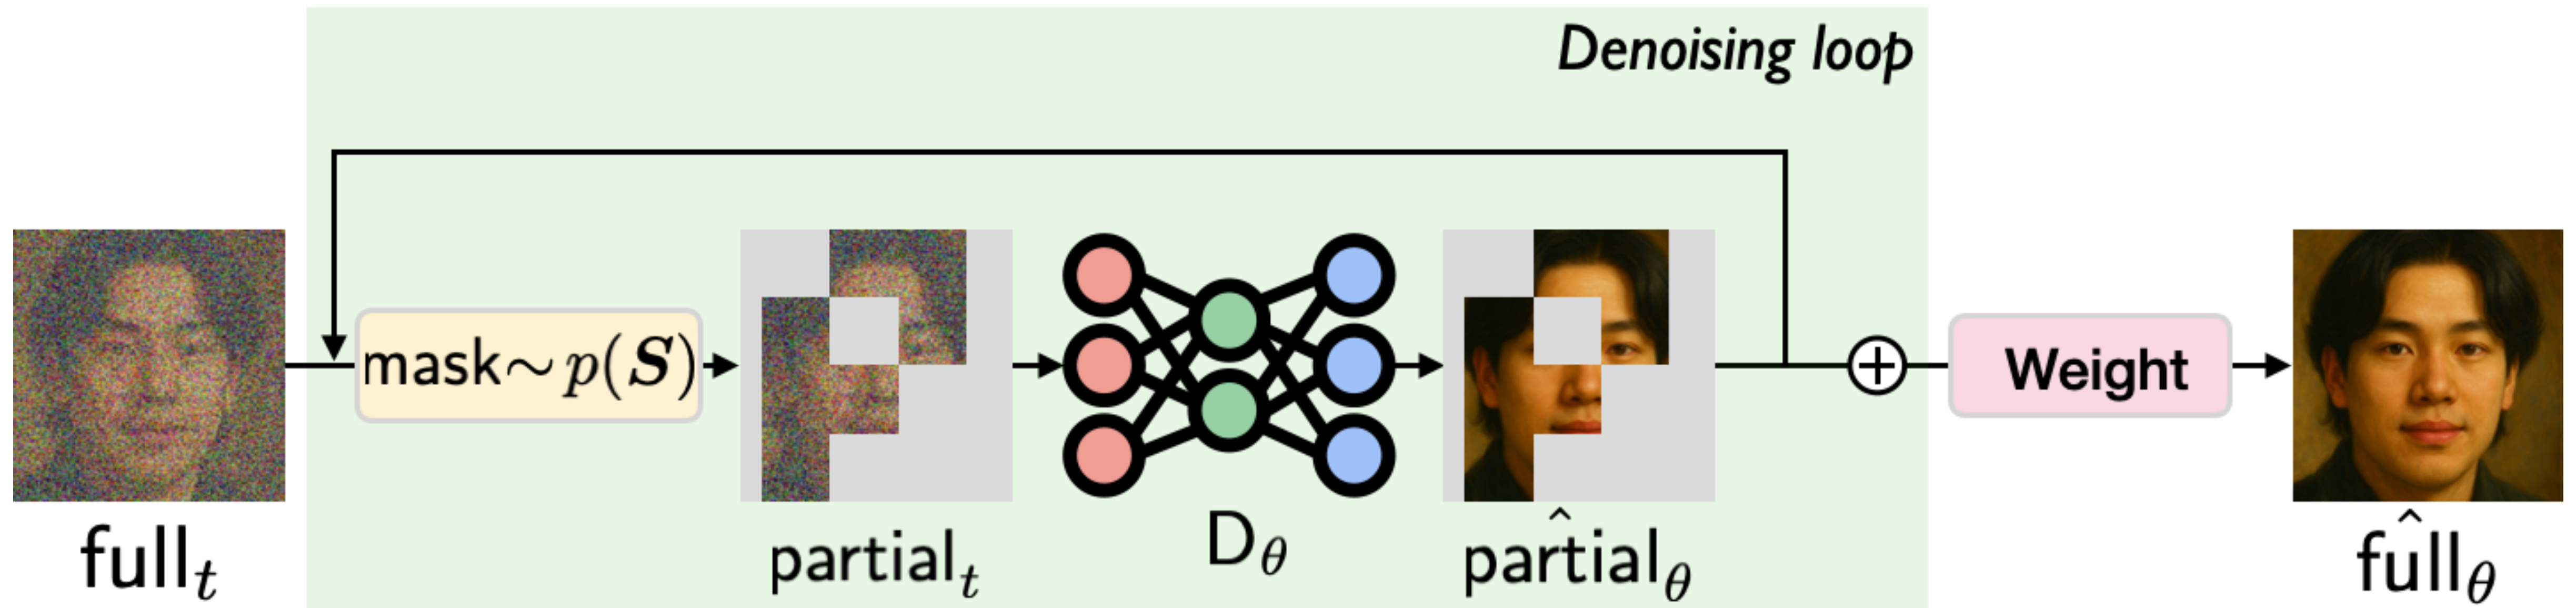 Denoising loop
mask~p(S)
Weight
full_t
partial_t
D_θ
partial̂_θ
full̂_θ